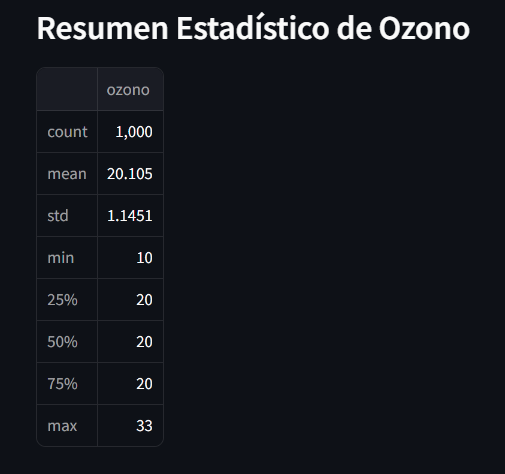 Resumen Estadístico de Ozono
ozono
count 1,000
mean 20.105
std 1.1451
min 10
25% 20
50% 20
75% 20
max 33